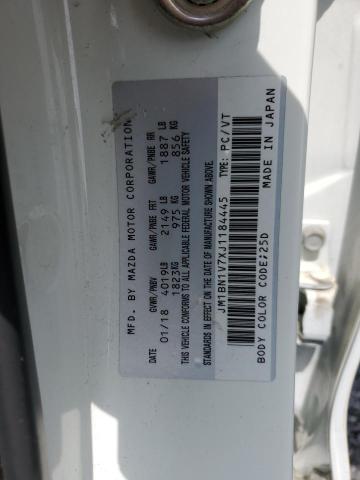 MFD. BY MAZDA MOTOR CORPORATION
DATE GVWR/PNBV GAWR/PNBE FRT GAWR/PNBE RR
01/18 4019LB 2149 LB 1887 LB
1823KG 975 KG 856 KG
THIS VEHICLE CONFORMS TO ALL APPLICABLE FEDERAL MOTOR VEHICLE SAFETY
STANDARDS IN EFFECT ON THE DATE OF MANUFACTURE SHOWN ABOVE.
JM1BN1V7XJ1184445 TYPE: PC/VT
BODY COLOR CODE;25D MADE IN JAPAN